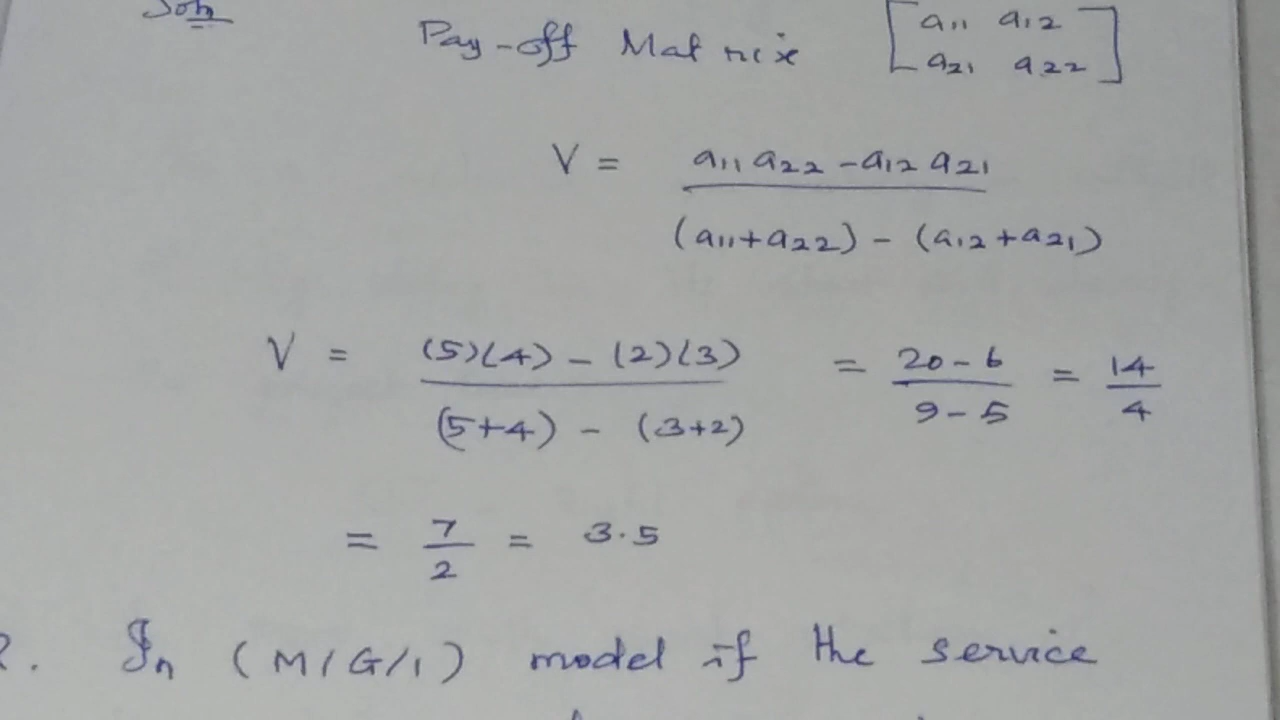 Soln
Pay-off Matrix [a11 a12
a21 a22]
V = a11 a22 - a12 a21
(a11+a22) - (a12+a21)
V = (5)(4) - (2)(3) = 20-6 = 14
(5+4) - (3+2) 9-5 4
= 7 = 3.5
2
2. In (M/G/1) model if the service